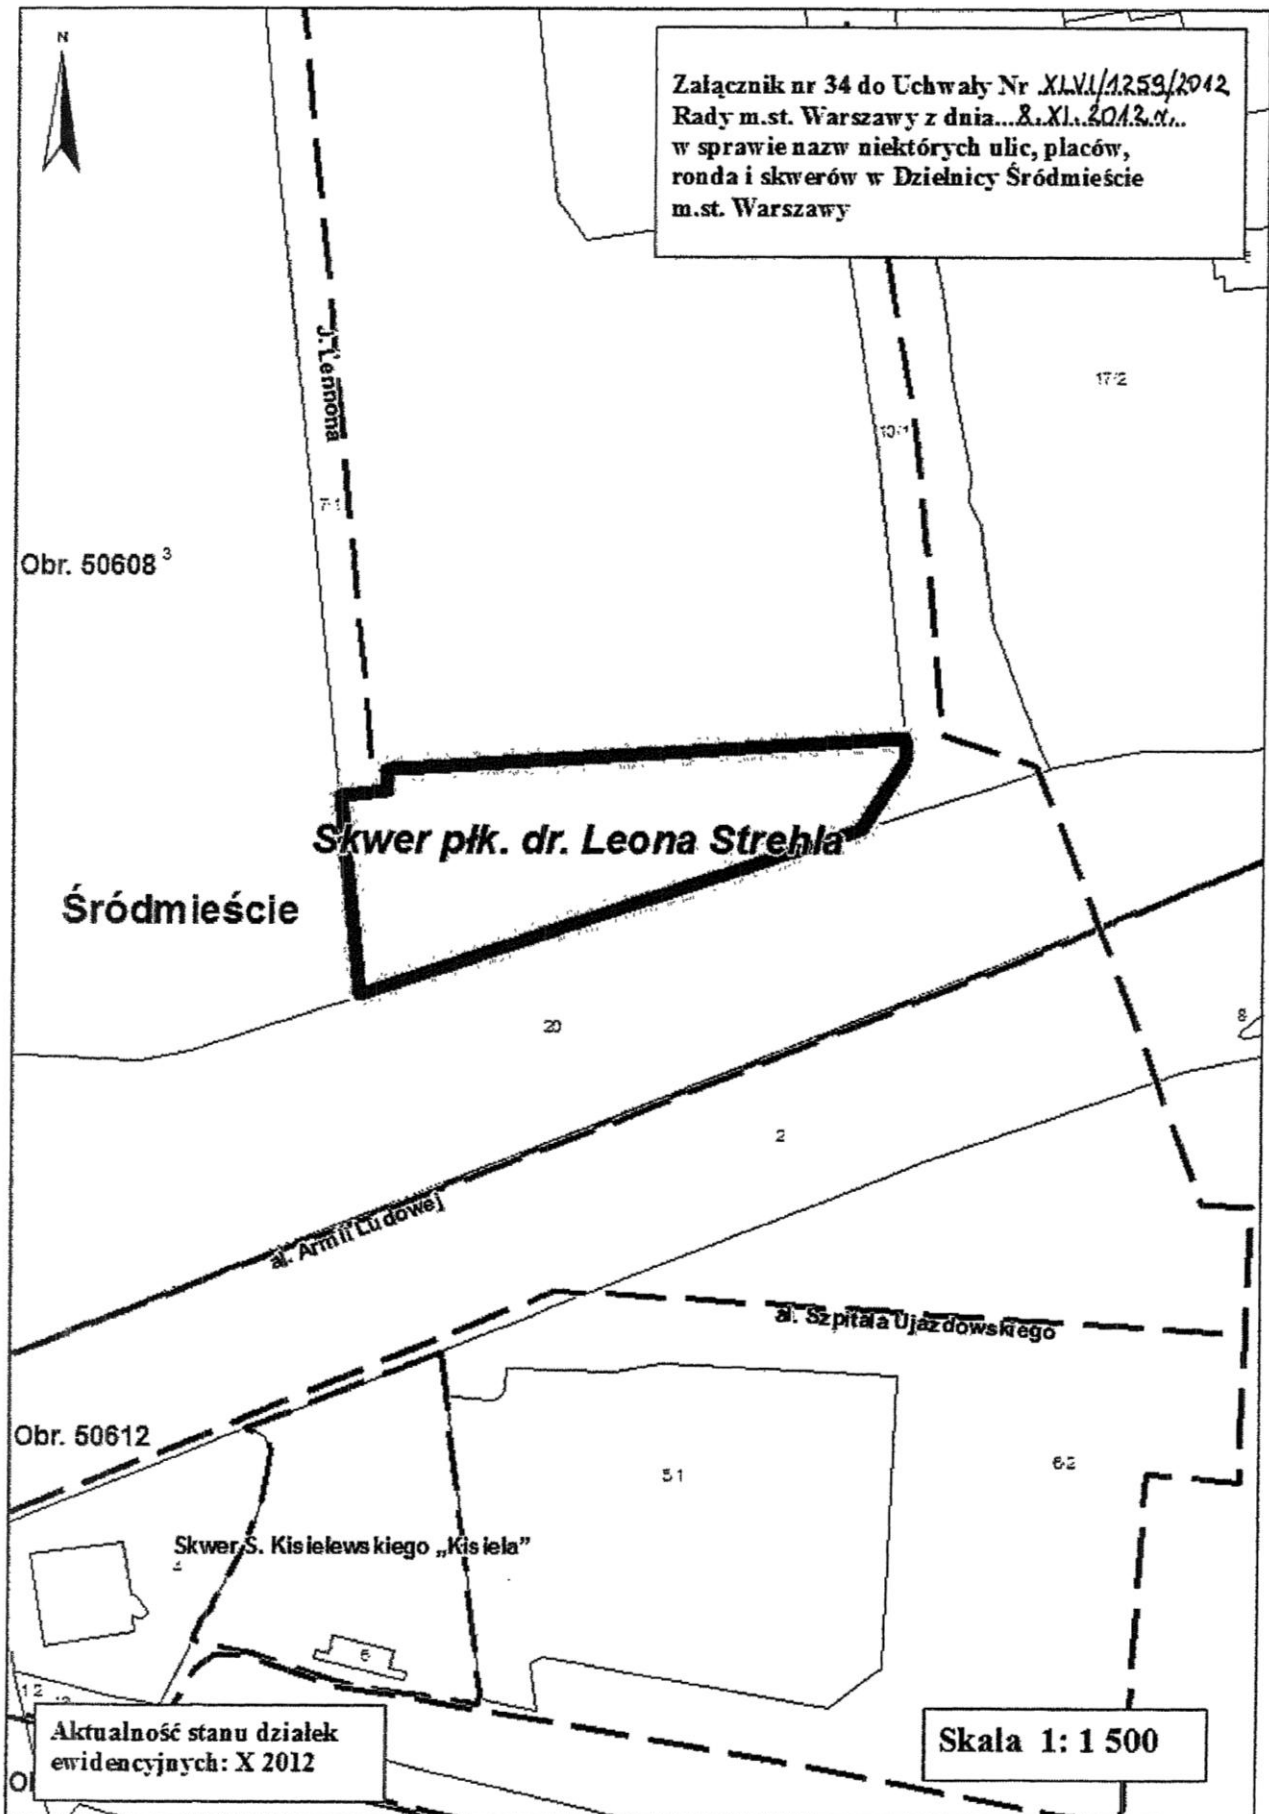 N
Załącznik nr 34 do Uchwały Nr XLVI/1259/2012
Rady m.st. Warszawy z dnia...8.XI.2012 r..
w sprawie nazw niektórych ulic, placów,
ronda i skwerów w Dzielnicy Śródmieście
m.st. Warszawy
17/2
J. Lennona
10/1
7/1
Obr. 50608 3
Skwer płk. dr. Leona Strehla
Śródmieście
20
8
2
al. Armii Ludowej
al. Szpitala Ujazdowskiego
Obr. 50612
5/1
6/2
Skwer S. Kisielewskiego „Kisiela”
4
6
12
Aktualność stanu działek
ewidencyjnych: X 2012
Skala 1: 1 500